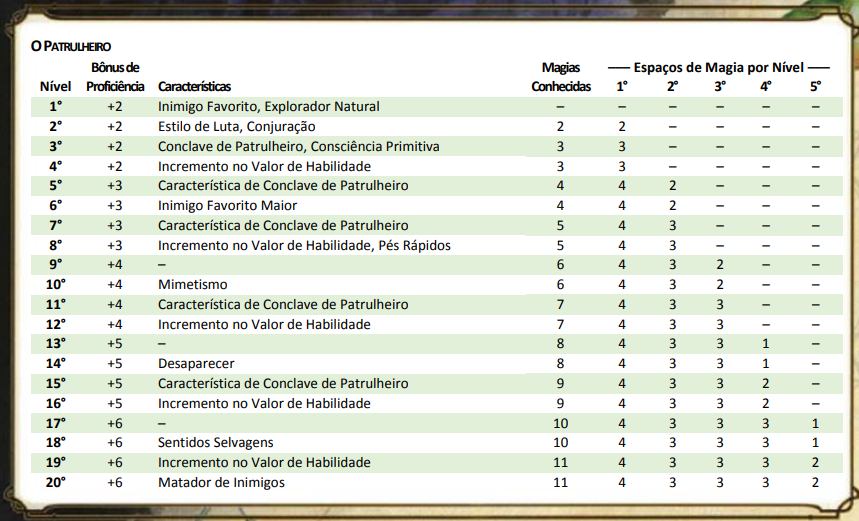 O PATRULHEIRO
Bônus de Magias —— Espaços de Magia por Nível ——
Nível Proficiência Características Conhecidas 1° 2° 3° 4° 5°
1° +2 Inimigo Favorito, Explorador Natural – – – – – –
2° +2 Estilo de Luta, Conjuração 2 2 – – – –
3° +2 Conclave de Patrulheiro, Consciência Primitiva 3 3 – – – –
4° +2 Incremento no Valor de Habilidade 3 3 – – – –
5° +3 Característica de Conclave de Patrulheiro 4 4 2 – – –
6° +3 Inimigo Favorito Maior 4 4 2 – – –
7° +3 Característica de Conclave de Patrulheiro 5 4 3 – – –
8° +3 Incremento no Valor de Habilidade, Pés Rápidos 5 4 3 – – –
9° +4 – 6 4 3 2 – –
10° +4 Mimetismo 6 4 3 2 – –
11° +4 Característica de Conclave de Patrulheiro 7 4 3 3 – –
12° +4 Incremento no Valor de Habilidade 7 4 3 3 – –
13° +5 – 8 4 3 3 1 –
14° +5 Desaparecer 8 4 3 3 1 –
15° +5 Característica de Conclave de Patrulheiro 9 4 3 3 2 –
16° +5 Incremento no Valor de Habilidade 9 4 3 3 2 –
17° +6 – 10 4 3 3 3 1
18° +6 Sentidos Selvagens 10 4 3 3 3 1
19° +6 Incremento no Valor de Habilidade 11 4 3 3 3 2
20° +6 Matador de Inimigos 11 4 3 3 3 2